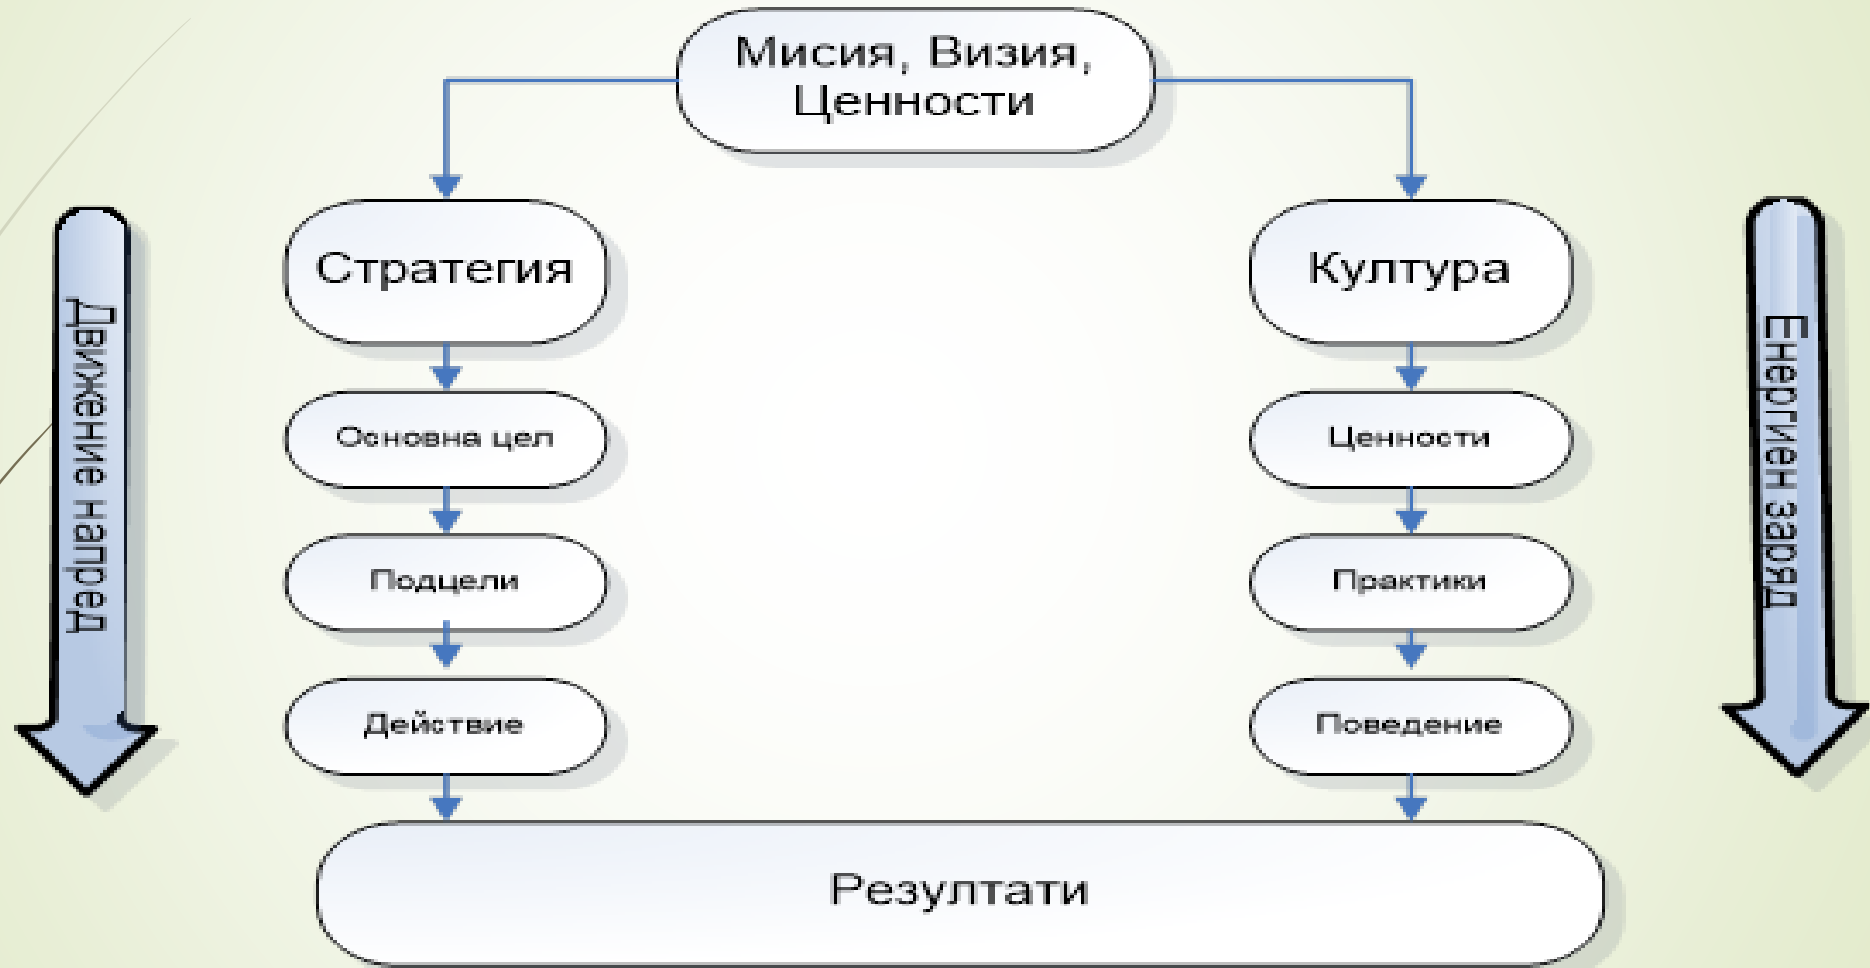 Мисия, Визия,
Ценности
Стратегия
Култура
Движение напред
Енергиен заряд
Основна цел
Ценности
Подцели
Практики
Действие
Поведение
Резултати